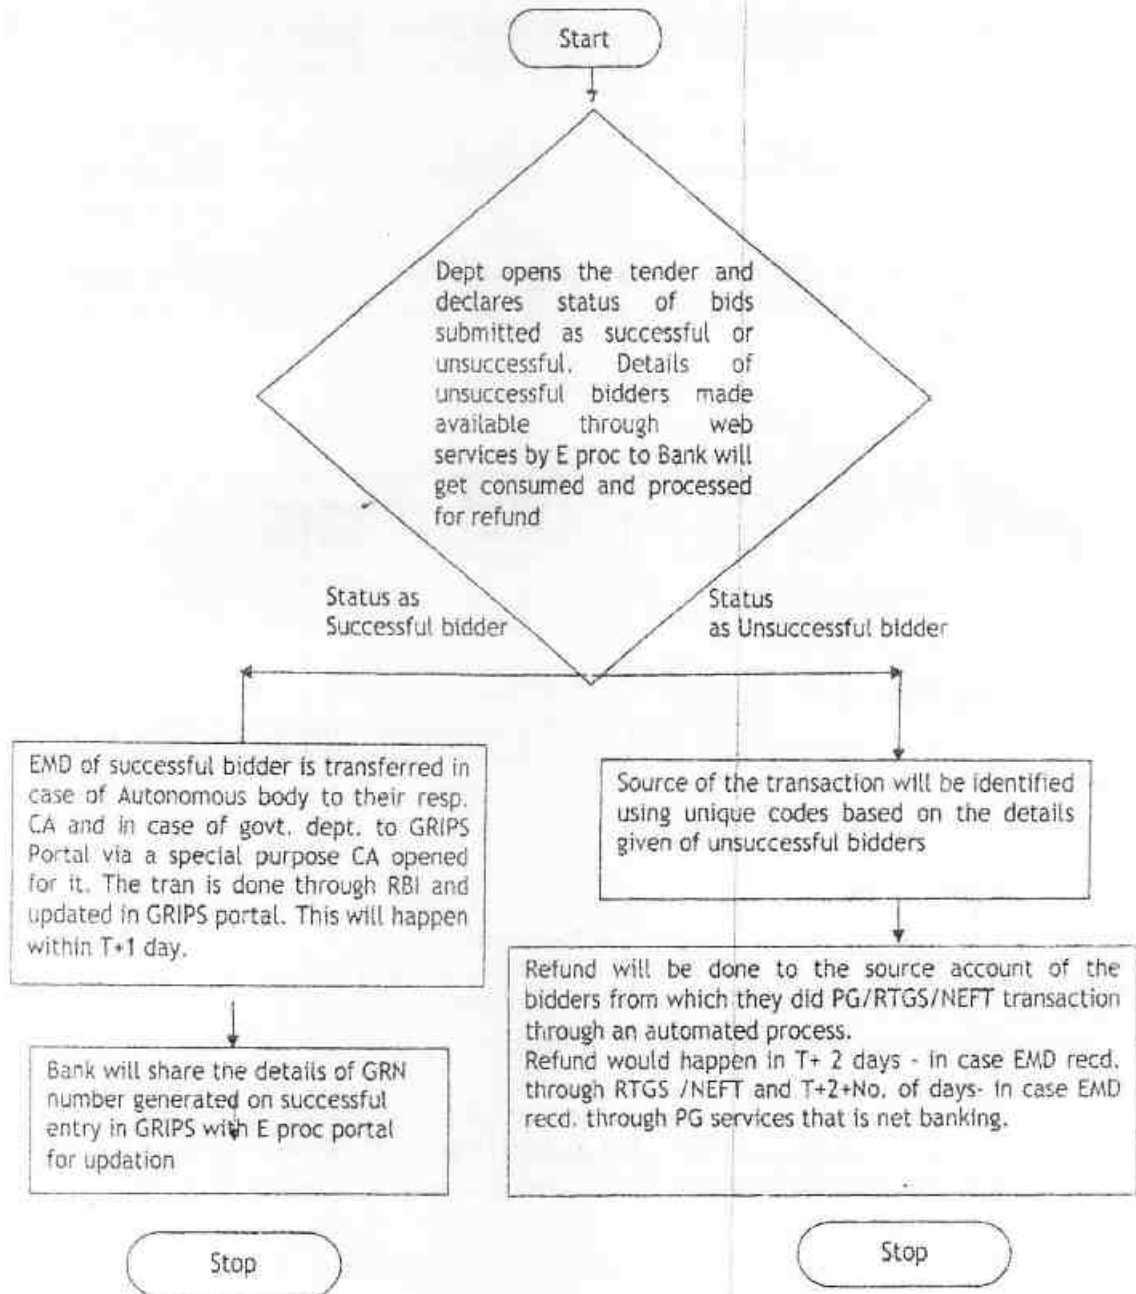 Start
Dept opens the tender and
declares status of bids
submitted as successful or
unsuccessful. Details of
unsuccessful bidders made
available through web
services by E proc to Bank will
get consumed and processed
for refund
Status as
Successful bidder
Status
as Unsuccessful bidder
EMD of successful bidder is transferred in
case of Autonomous body to their resp.
CA and in case of govt. dept. to GRIPS
Portal via a special purpose CA opened
for it. The tran is done through RBI and
updated in GRIPS portal. This will happen
within T+1 day.
Source of the transaction will be identified
using unique codes based on the details
given of unsuccessful bidders
Bank will share the details of GRN
number generated on successful
entry in GRIPS with E proc portal
for updation
Refund will be done to the source account of the
bidders from which they did PG/RTGS/NEFT transaction
through an automated process.
Refund would happen in T+ 2 days - in case EMD recd.
through RTGS /NEFT and T+2+No. of days- in case EMD
recd. through PG services that is net banking.
Stop
Stop